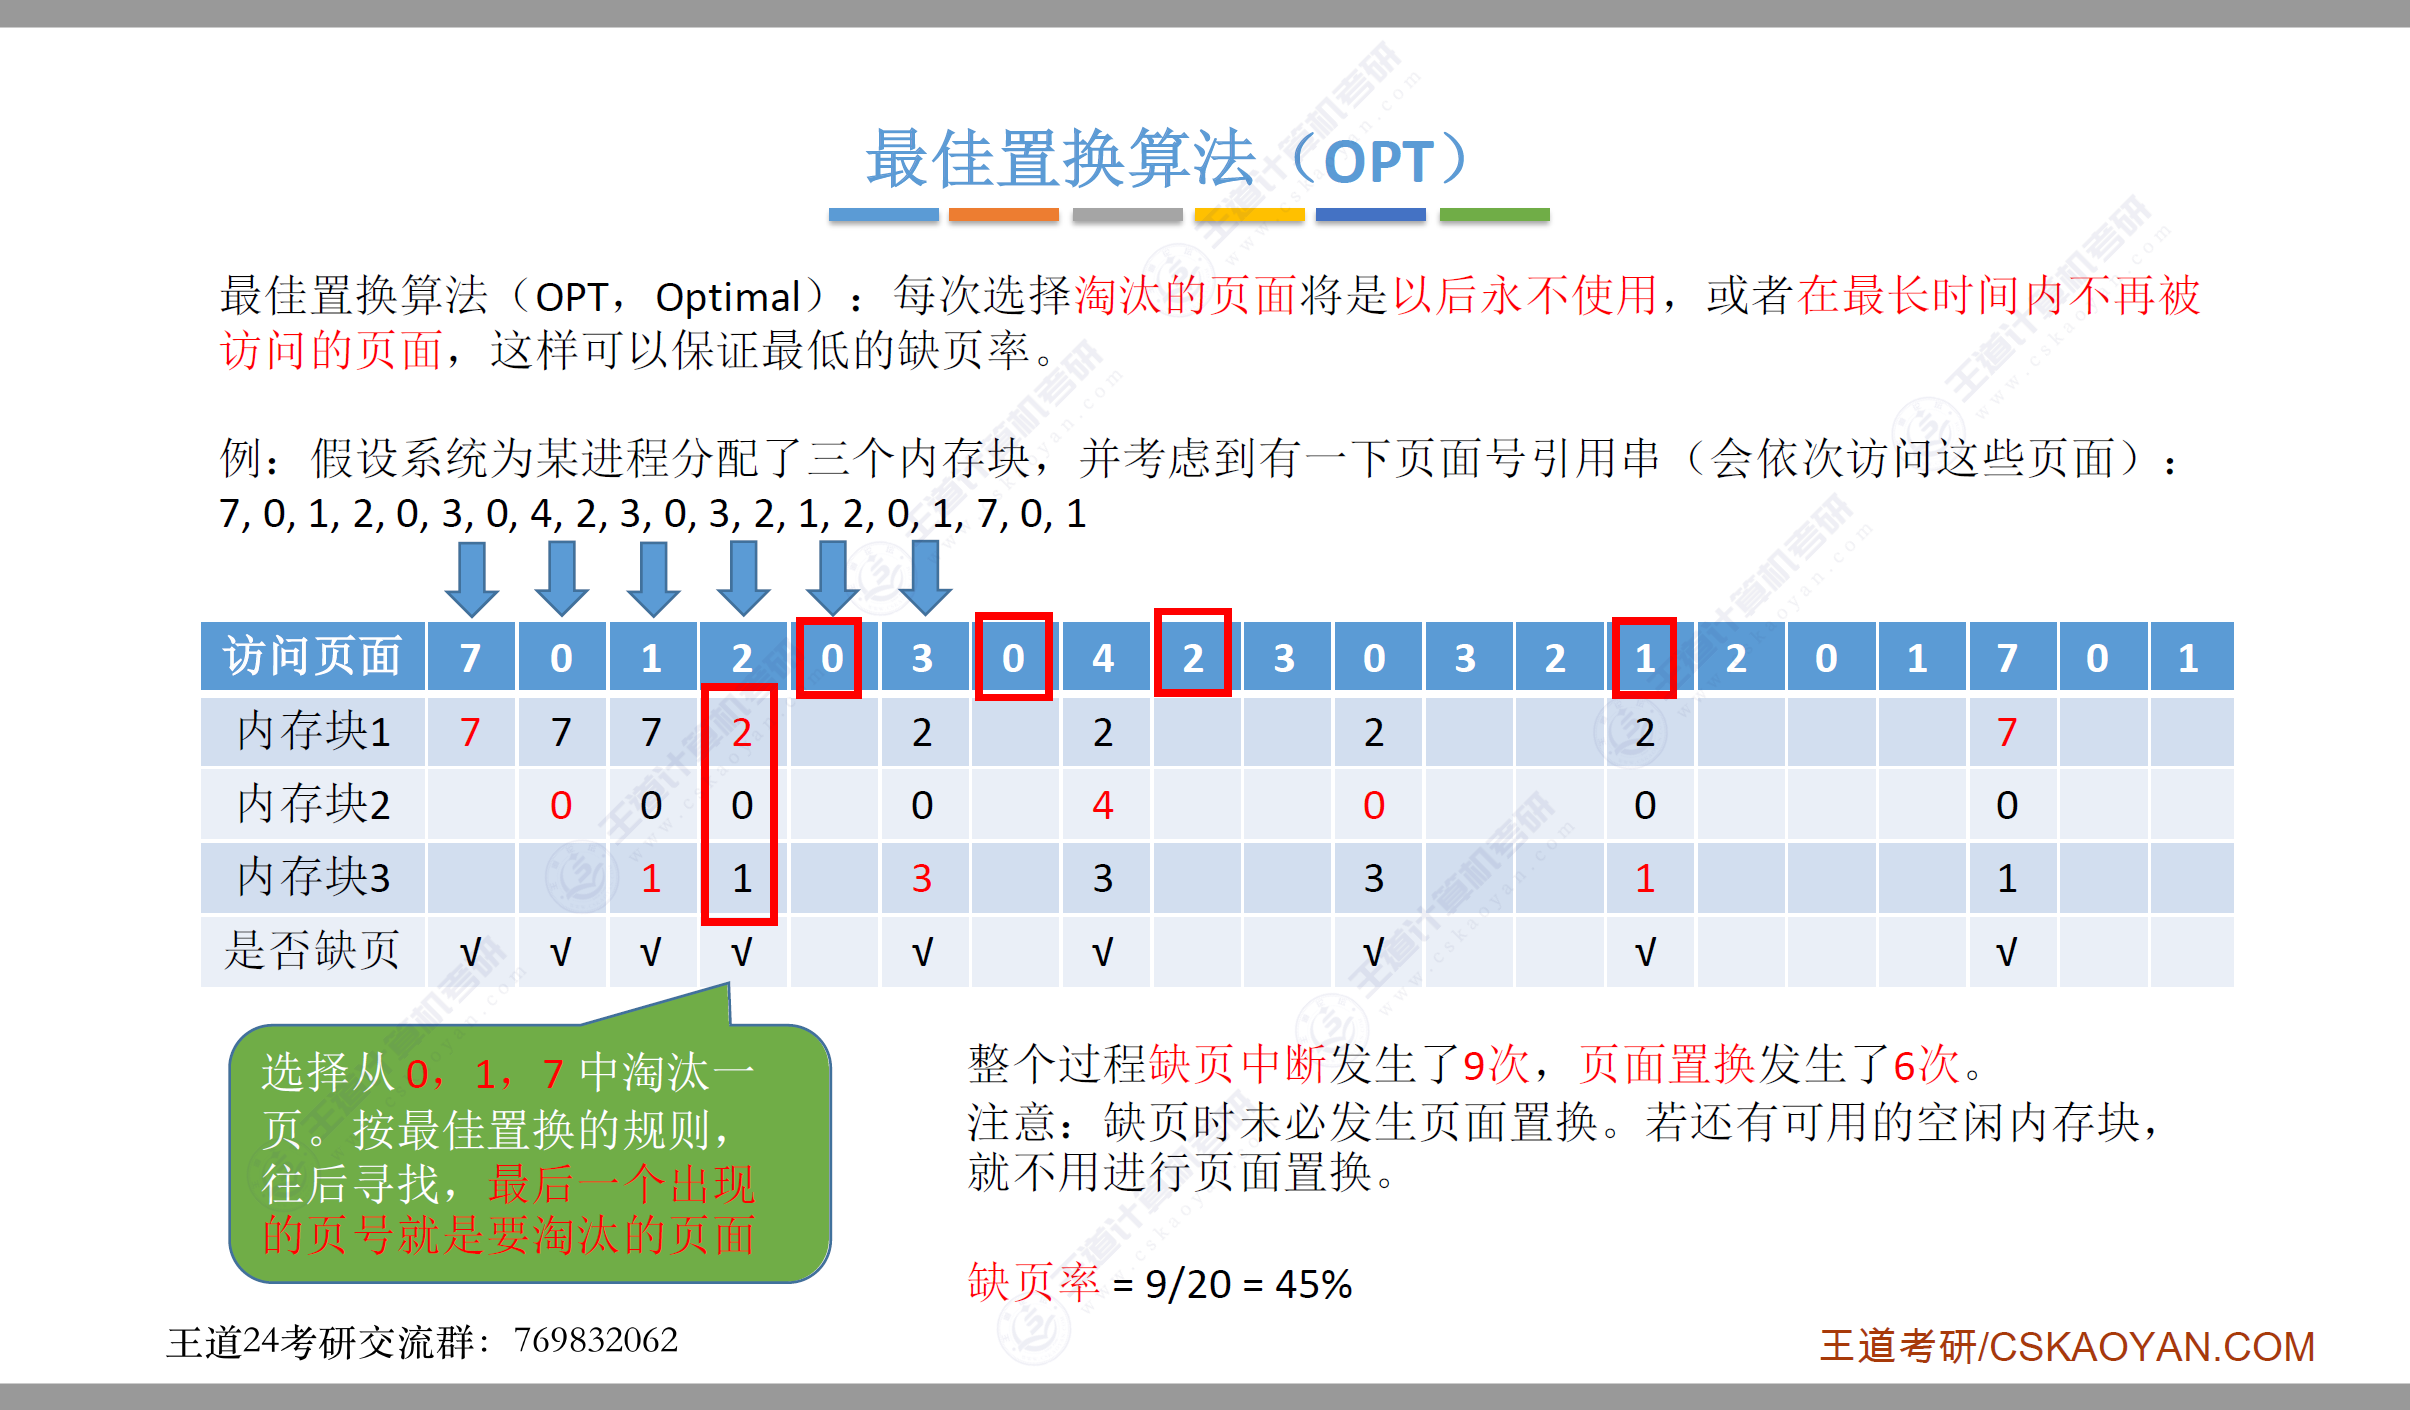 最佳置换算法（OPT）
最佳置换算法（OPT，Optimal）：每次选择淘汰的页面将是以后永不使用，或者在最长时间内不再被
访问的页面，这样可以保证最低的缺页率。
例：假设系统为某进程分配了三个内存块，并考虑到有一下页面号引用串（会依次访问这些页面）：
7, 0, 1, 2, 0, 3, 0, 4, 2, 3, 0, 3, 2, 1, 2, 0, 1, 7, 0, 1
访问页面 7 0 1 2 0 3 0 4 2 3 0 3 2 1 2 0 1 7 0 1
内存块1 7 7 7 2 2 2 2 2 7
内存块2 0 0 0 0 4 0 0 0
内存块3 1 1 3 3 3 1 1
是否缺页 √ √ √ √ √ √ √ √ √
选择从 0，1，7 中淘汰一
页。按最佳置换的规则，
往后寻找，最后一个出现
的页号就是要淘汰的页面
整个过程缺页中断发生了9次，页面置换发生了6次。
注意：缺页时未必发生页面置换。若还有可用的空闲内存块，
就不用进行页面置换。
缺页率 = 9/20 = 45%
王道24考研交流群：769832062
王道考研/CSKAOYAN.COM
王道计算机考研
www.cskaoyan.com